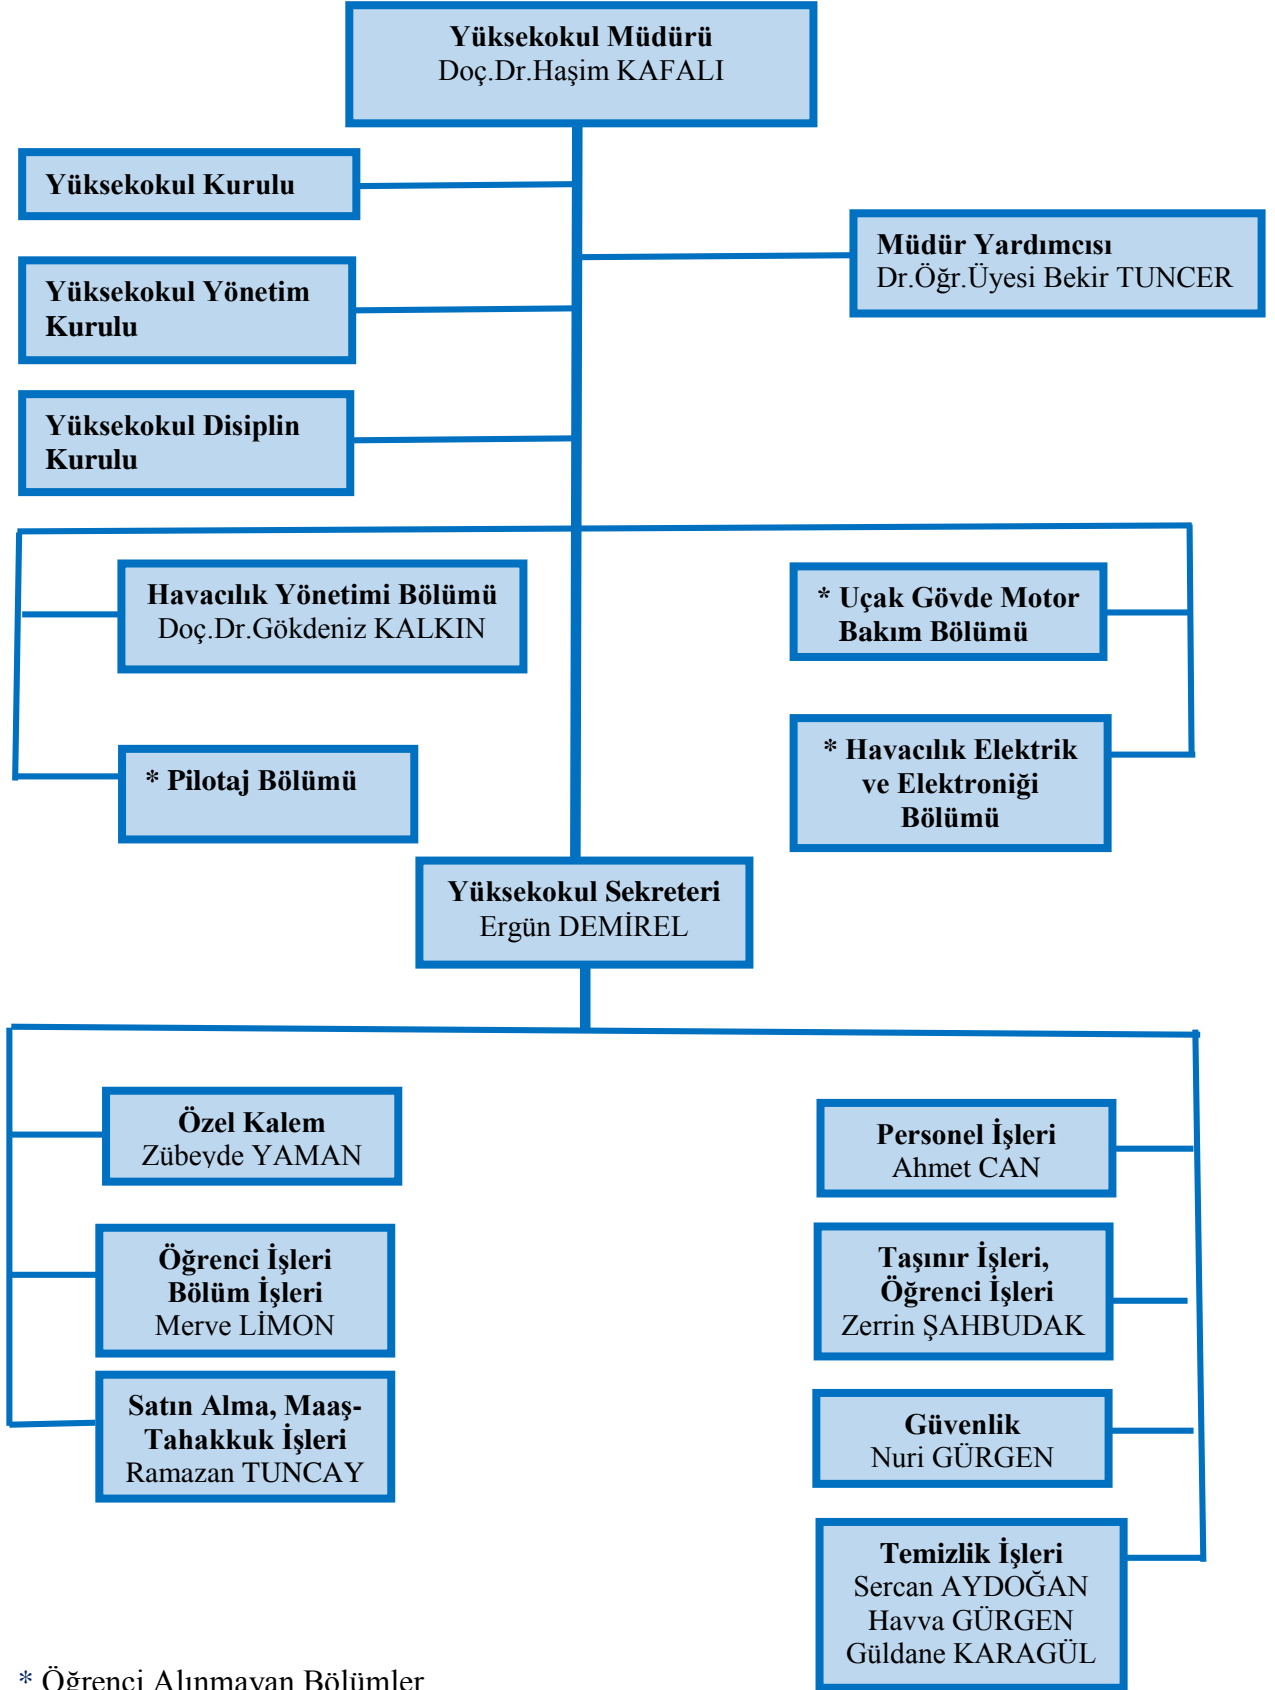 Yüksekokul Müdürü
Doç.Dr.Haşim KAFALI
Yüksekokul Kurulu
Müdür Yardımcısı
Dr.Öğr.Üyesi Bekir TUNCER
Yüksekokul Yönetim
Kurulu
Yüksekokul Disiplin
Kurulu
Havacılık Yönetimi Bölümü
Doç.Dr.Gökdeniz KALKIN
* Uçak Gövde Motor
Bakım Bölümü
* Pilotaj Bölümü
* Havacılık Elektrik
ve Elektroniği
Bölümü
Yüksekokul Sekreteri
Ergün DEMİREL
Özel Kalem
Zübeyde YAMAN
Personel İşleri
Ahmet CAN
Öğrenci İşleri
Bölüm İşleri
Merve LİMON
Taşınır İşleri,
Öğrenci İşleri
Zerrin ŞAHBUDAK
Satın Alma, Maaş-
Tahakkuk İşleri
Ramazan TUNCAY
Güvenlik
Nuri GÜRGEN
Temizlik İşleri
Sercan AYDOĞAN
Havva GÜRGEN
Güldane KARAGÜL
* Öğrenci Alınmayan Bölümler